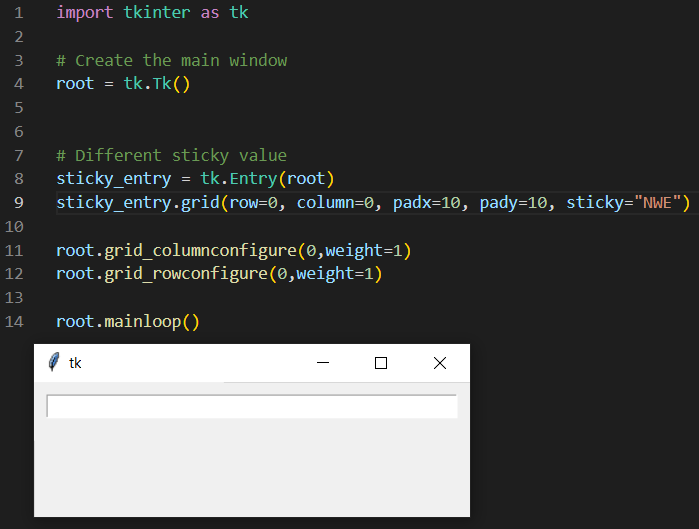 1 import tkinter as tk
2
3 # Create the main window
4 root = tk.Tk()
5
6
7 # Different sticky value
8 sticky_entry = tk.Entry(root)
9 sticky_entry.grid(row=0, column=0, padx=10, pady=10, sticky="NWE")
10
11 root.grid_columnconfigure(0,weight=1)
12 root.grid_rowconfigure(0,weight=1)
13
14 root.mainloop()
tk